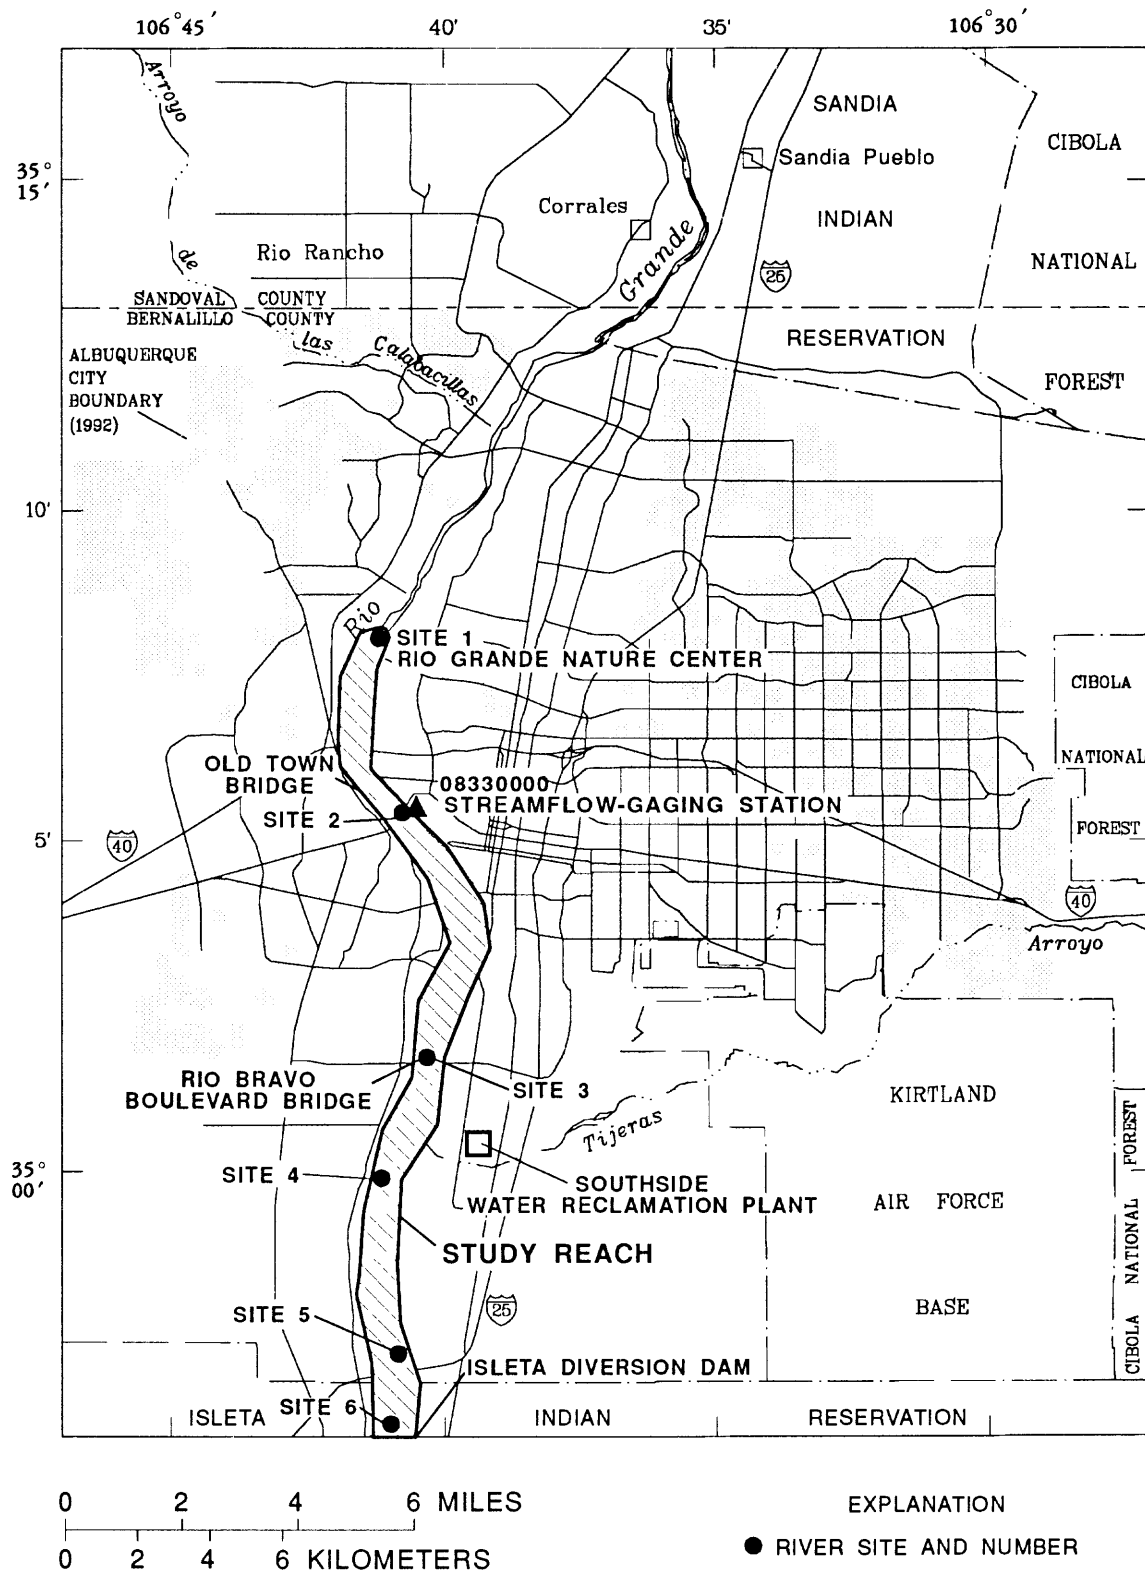 106°45′ 40′ 35′ 106°30′
Arroyo
SANDIA
CIBOLA
35°
15′
Sandia Pueblo
Corrales
INDIAN
Grande
de
Rio Rancho
NATIONAL
25
SANDOVAL COUNTY
BERNALILLO COUNTY
las
Calabacillas
RESERVATION
ALBUQUERQUE
CITY
BOUNDARY
(1992)
FOREST
10′
Rio
SITE 1
RIO GRANDE NATURE CENTER
CIBOLA
NATIONAL
FOREST
OLD TOWN
BRIDGE
08330000
STREAMFLOW-GAGING STATION
SITE 2
5′
40
40
Arroyo
RIO BRAVO
BOULEVARD BRIDGE
SITE 3
KIRTLAND
Tijeras
35°
00′
SITE 4
SOUTHSIDE
WATER RECLAMATION PLANT
AIR FORCE
STUDY REACH
CIBOLA NATIONAL FOREST
BASE
25
SITE 5
ISLETA DIVERSION DAM
SITE 6
ISLETA INDIAN RESERVATION
0 2 4 6 MILES
0 2 4 6 KILOMETERS
EXPLANATION
RIVER SITE AND NUMBER